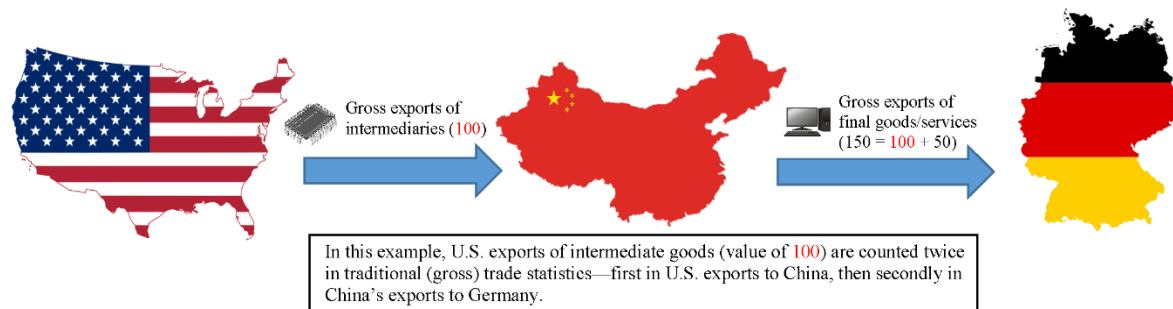 Gross exports of
intermediaries (100)
Gross exports of
final goods/services
(150 = 100 + 50)
In this example, U.S. exports of intermediate goods (value of 100) are counted twice
in traditional (gross) trade statistics—first in U.S. exports to China, then secondly in
China’s exports to Germany.